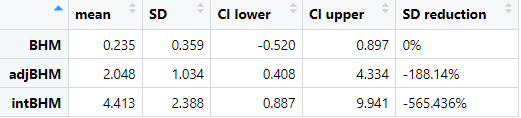 mean SD CI lower CI upper SD reduction
BHM 0.235 0.359 -0.520 0.897 0%
adjBHM 2.048 1.034 0.408 4.334 -188.14%
intBHM 4.413 2.388 0.887 9.941 -565.436%